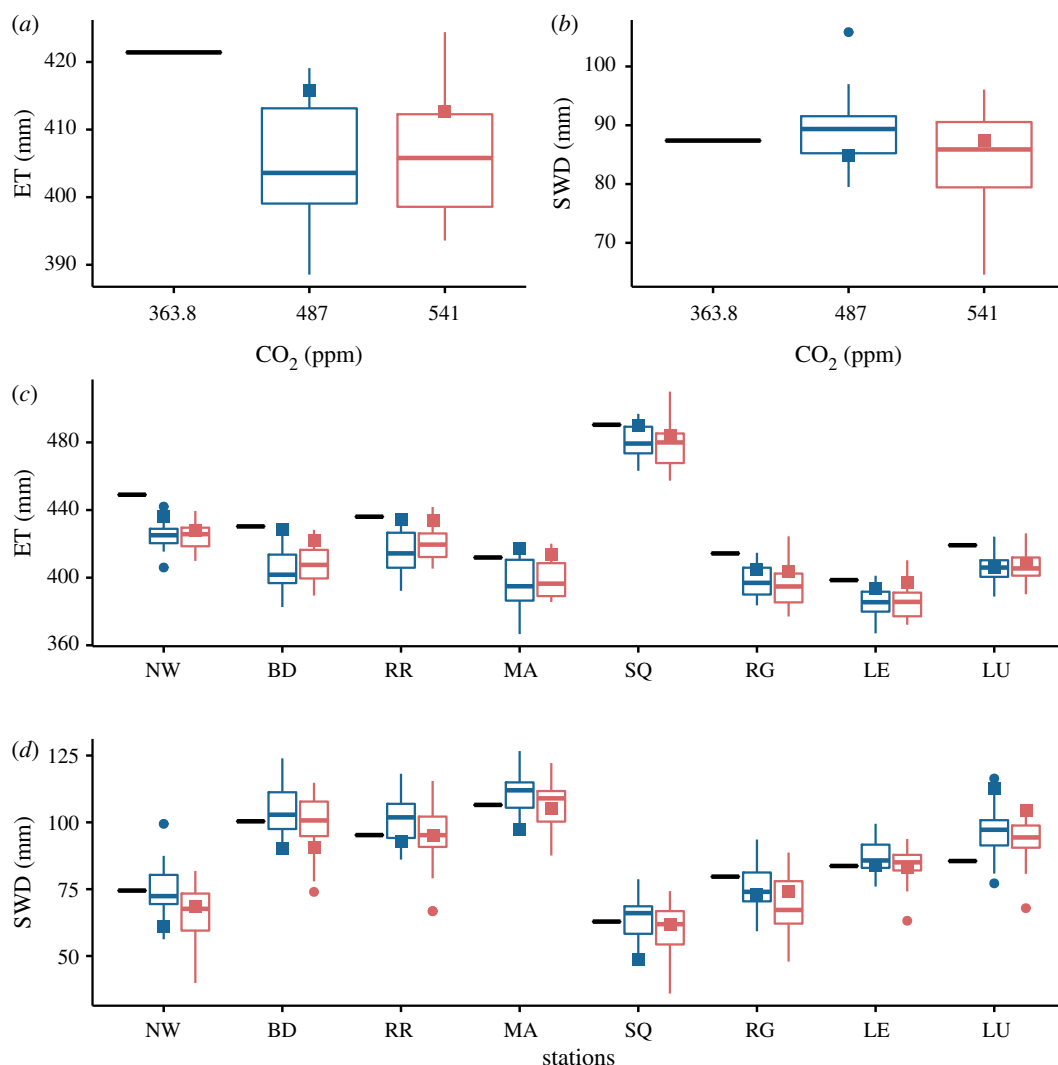 (a)
ET (mm)
420
410
400
390
363.8 487 541
CO2 (ppm)
(b)
SWD (mm)
100
90
80
70
363.8 487 541
CO2 (ppm)
(c)
ET (mm)
480
440
400
360
NW BD RR MA SQ RG LE LU
(d)
SWD (mm)
125
100
75
50
NW BD RR MA SQ RG LE LU
stations